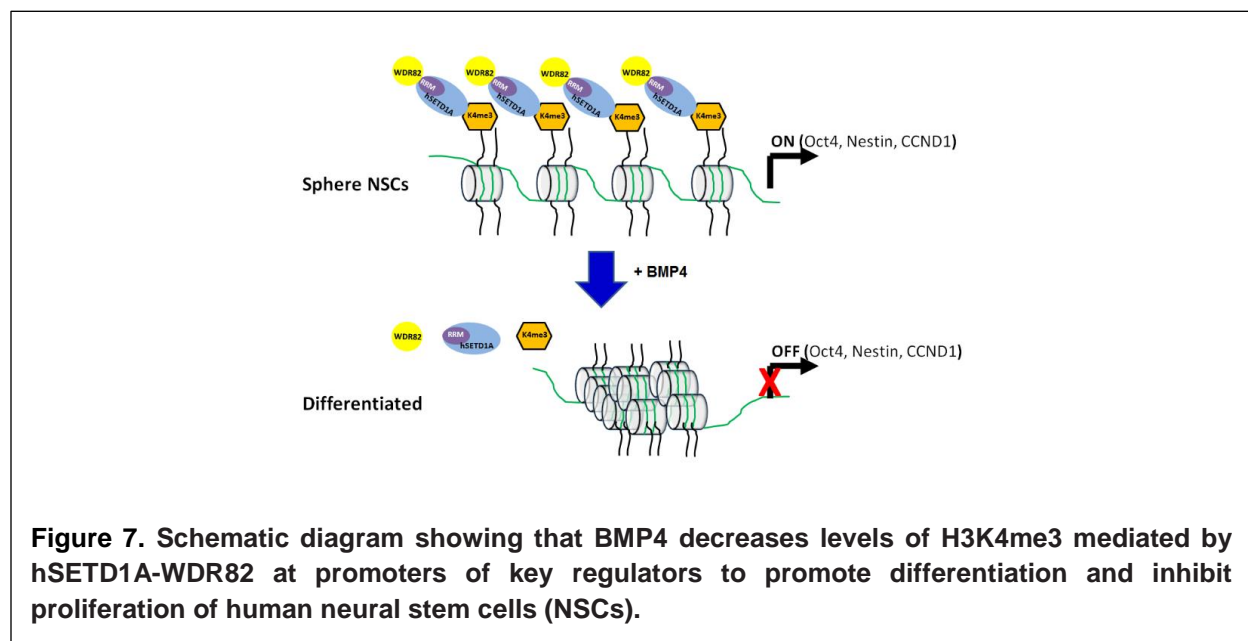 WDR82 WDR82 WDR82 WDR82
RRM RRM RRM RRM
hSETD1A hSETD1A hSETD1A hSETD1A
K4me3 K4me3 K4me3 K4me3
ON (Oct4, Nestin, CCND1)
Sphere NSCs
+ BMP4
WDR82 RRM hSETD1A K4me3
OFF (Oct4, Nestin, CCND1)
X
Differentiated
Figure 7. Schematic diagram showing that BMP4 decreases levels of H3K4me3 mediated by
hSETD1A-WDR82 at promoters of key regulators to promote differentiation and inhibit
proliferation of human neural stem cells (NSCs).